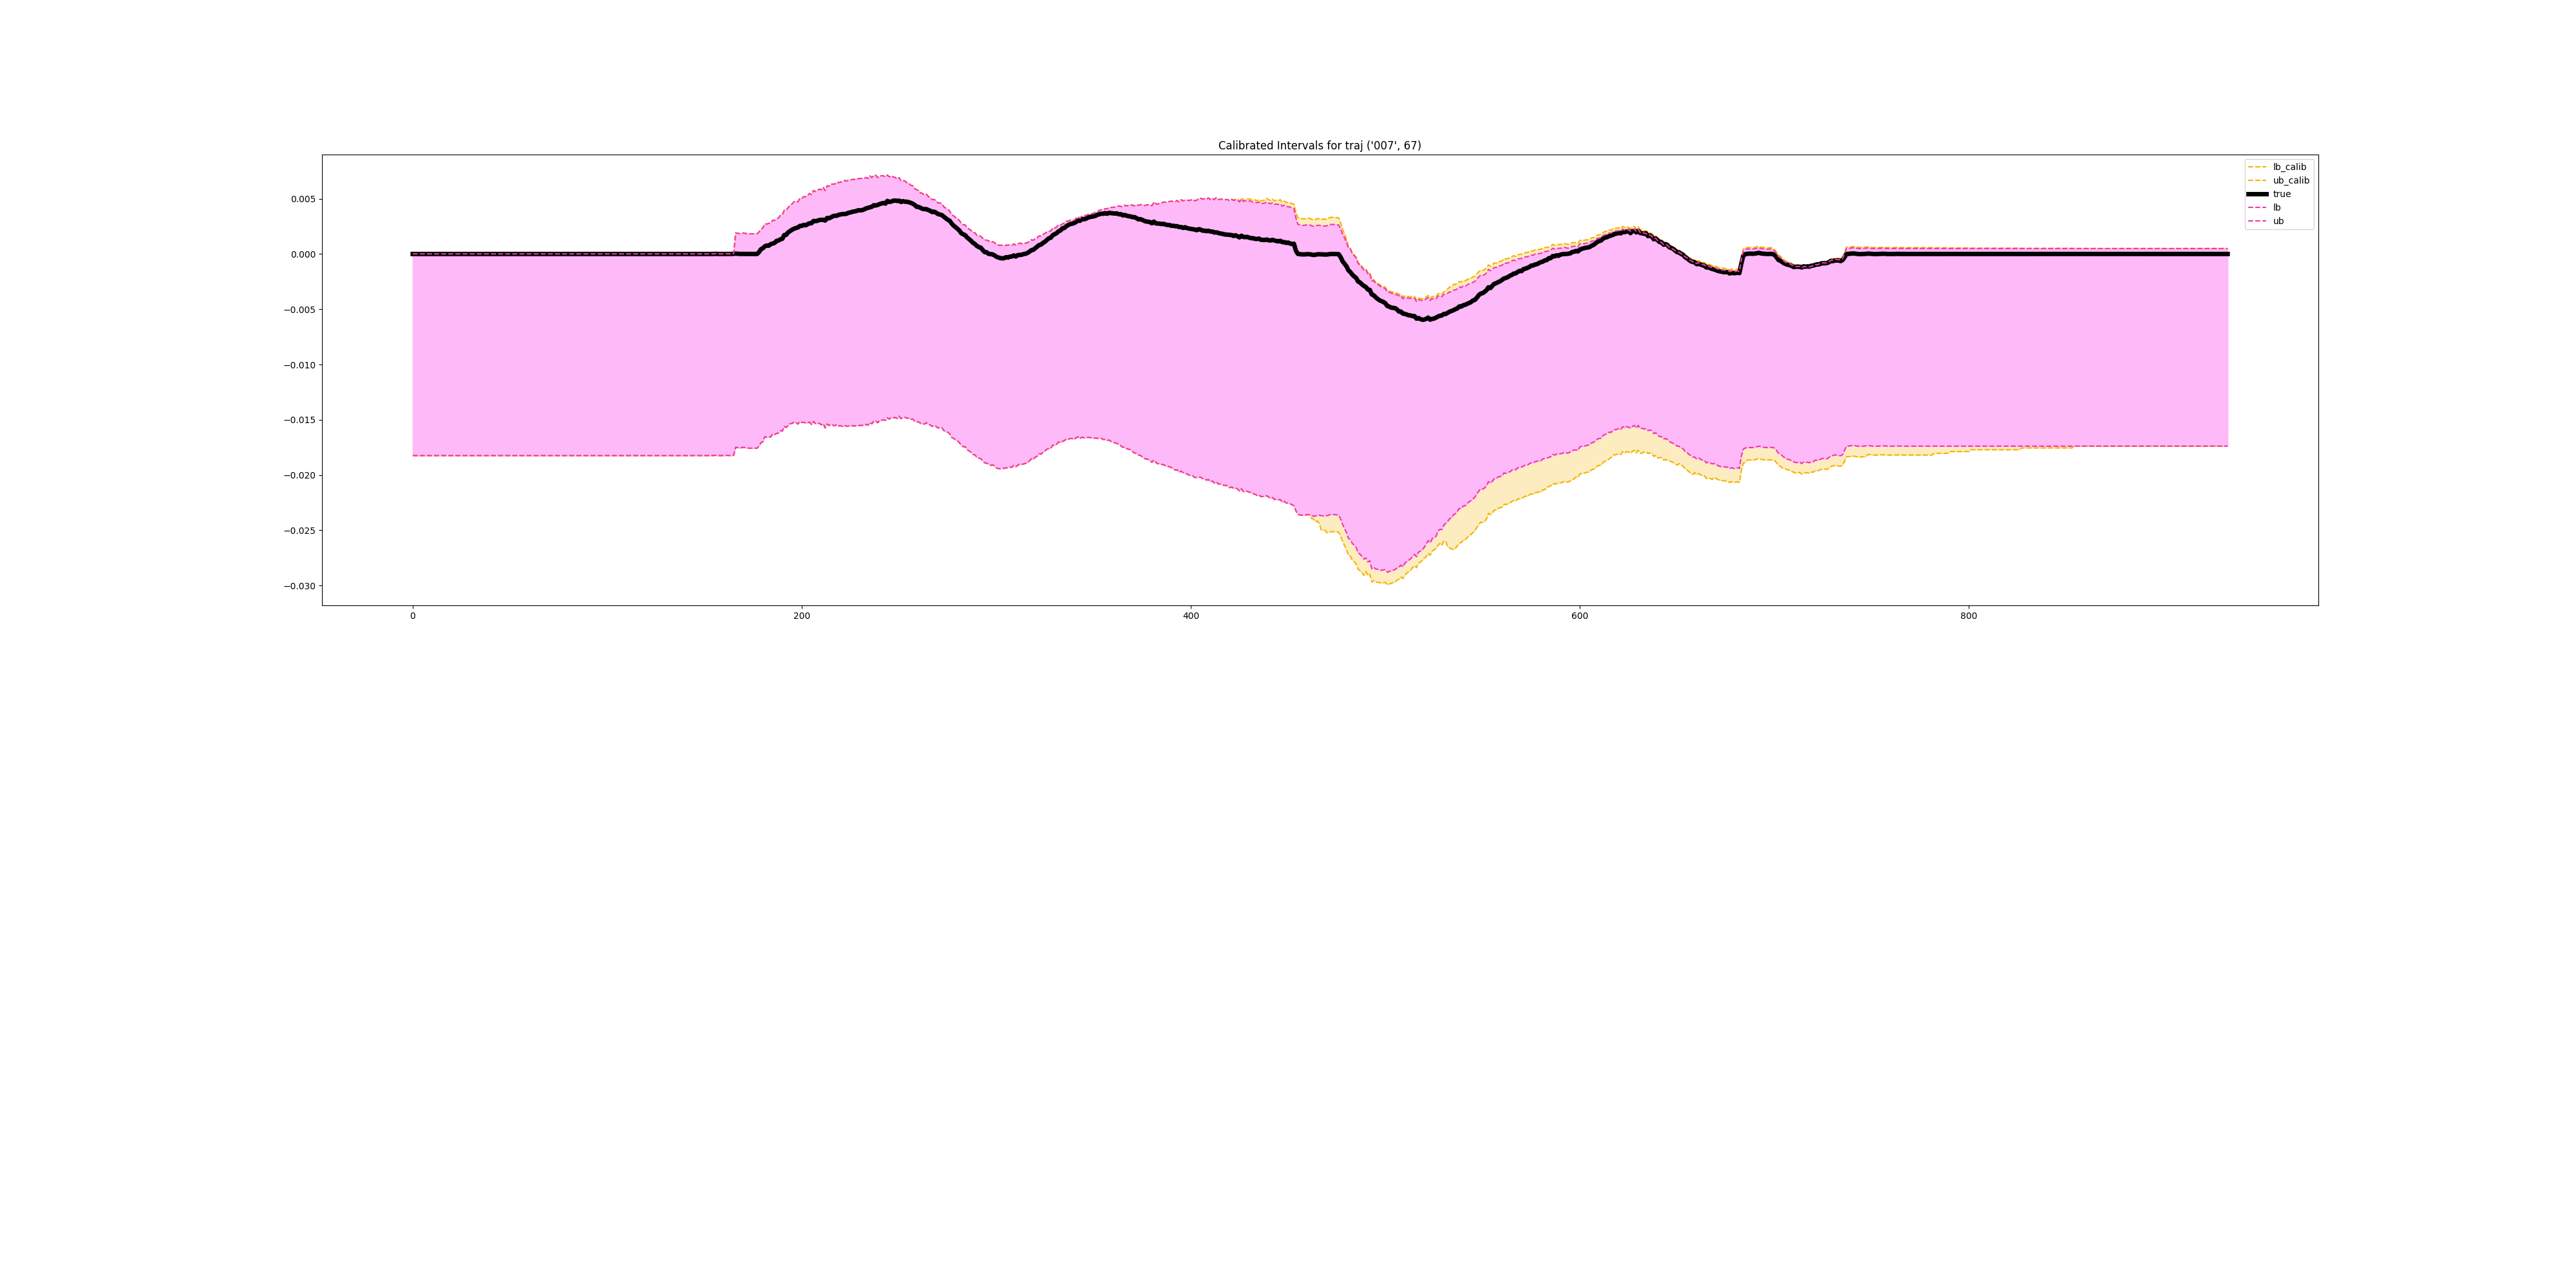 Calibrated Intervals for traj ('007', 67)
lb_calib
ub_calib
true
lb
ub
0.005
0.000
−0.005
−0.010
−0.015
−0.020
−0.025
−0.030
0 200 400 600 800